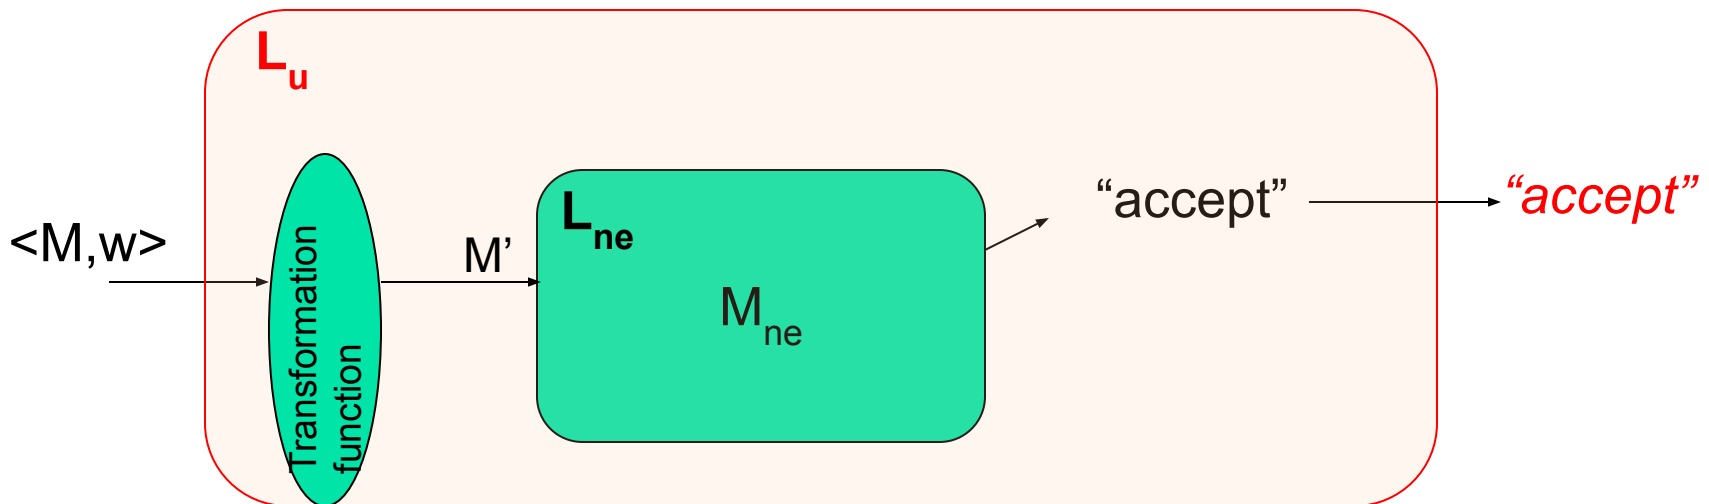 Lu
<M,w>
Transformation
function
M’
Lne
Mne
“accept”
“accept”